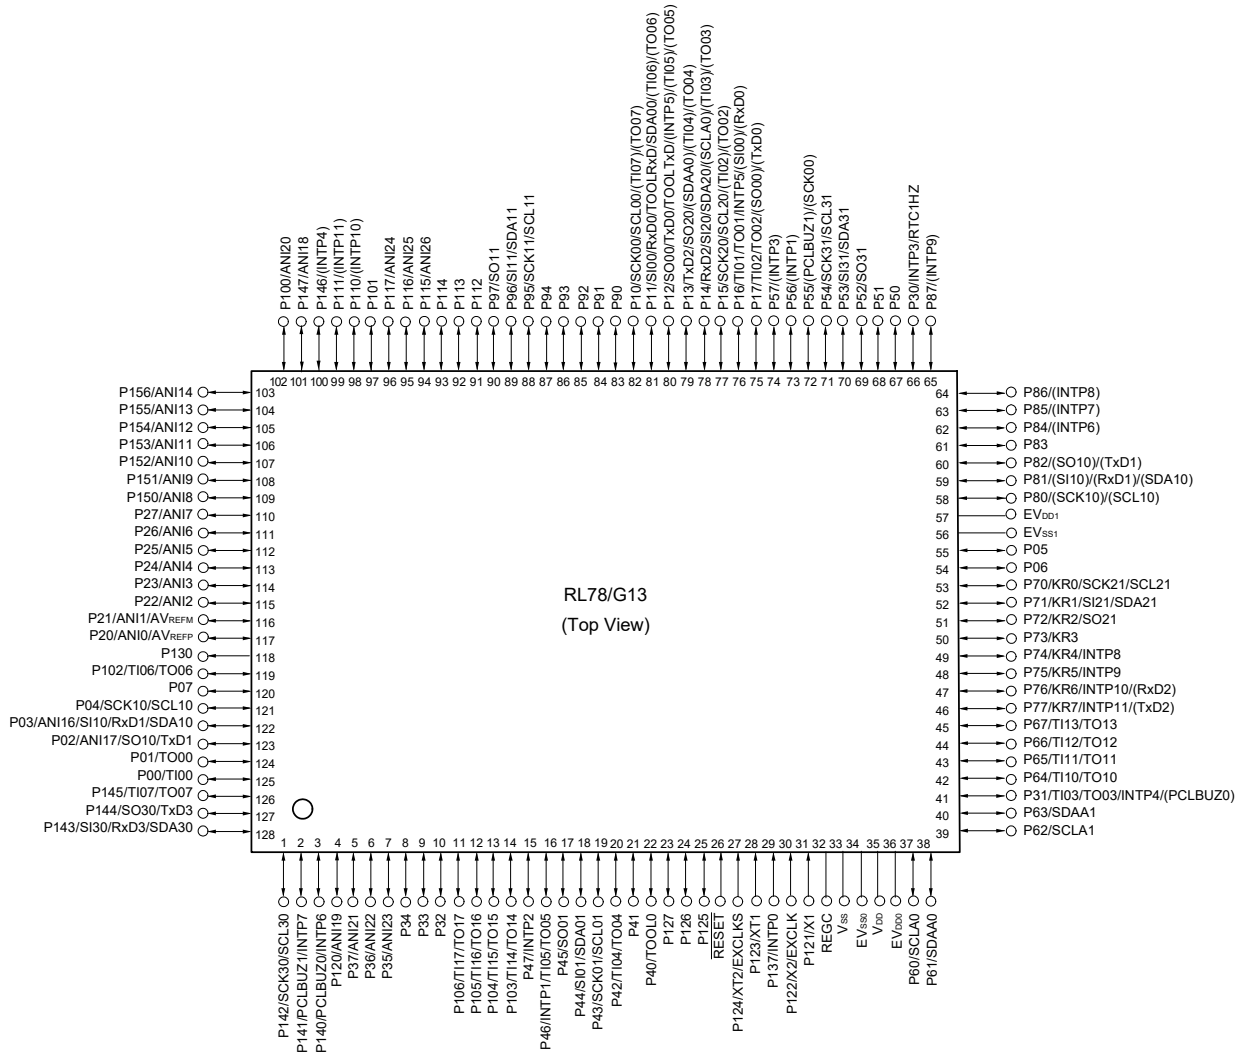 P100/ANI20
P147/ANI18
P146/(INTP4)
P111/(INTP11)
P110/(INTP10)
P101
P117/ANI24
P116/ANI25
P115/ANI26
P114
P113
P112
P97/SO11
P96/SI11/SDA11
P95/SCK11/SCL11
P94
P93
P92
P91
P90
P10/SCK00/SCL00/(TI07)/(TO07)
P11/SI00/RxD0/TOOLRxD/SDA00/(TI06)/(TO06)
P12/SO00/TxD0/TOOLTxD/(INTP5)/(TI05)/(TO05)
P13/TxD2/SO20/(SDAA0)/(TI04)/(TO04)
P14/RxD2/SI20/SDA20/(SCLA0)/(TI03)/(TO03)
P15/SCK20/SCL20/(TI02)/(TO02)
P16/TI01/TO01/INTP5/(SI00)/(RxD0)
P17/TI02/TO02/(SO00)/(TxD0)
P57/(INTP3)
P56/(INTP1)
P55/(PCLBUZ1)/(SCK00)
P54/SCK31/SCL31
P53/SI31/SDA31
P52/SO31
P51
P50
P30/INTP3/RTC1HZ
P87/(INTP9)
102 101 100 99 98 97 96 95 94 93 92 91 90 89 88 87 86 85 84 83 82 81 80 79 78 77 76 75 74 73 72 71 70 69 68 67 66 65
P156/ANI14 103
P155/ANI13 104
P154/ANI12 105
P153/ANI11 106
P152/ANI10 107
P151/ANI9 108
P150/ANI8 109
P27/ANI7 110
P26/ANI6 111
P25/ANI5 112
P24/ANI4 113
P23/ANI3 114
P22/ANI2 115
P21/ANI1/AVREFM 116
P20/ANI0/AVREFP 117
P130 118
P102/TI06/TO06 119
P07 120
P04/SCK10/SCL10 121
P03/ANI16/SI10/RxD1/SDA10 122
P02/ANI17/SO10/TxD1 123
P01/TO00 124
P00/TI00 125
P145/TI07/TO07 126
P144/SO30/TxD3 127
P143/SI30/RxD3/SDA30 128
RL78/G13
(Top View)
64 P86/(INTP8)
63 P85/(INTP7)
62 P84/(INTP6)
61 P83
60 P82/(SO10)/(TxD1)
59 P81/(SI10)/(RxD1)/(SDA10)
58 P80/(SCK10)/(SCL10)
57 EVDD1
56 EVSS1
55 P05
54 P06
53 P70/KR0/SCK21/SCL21
52 P71/KR1/SI21/SDA21
51 P72/KR2/SO21
50 P73/KR3
49 P74/KR4/INTP8
48 P75/KR5/INTP9
47 P76/KR6/INTP10/(RxD2)
46 P77/KR7/INTP11/(TxD2)
45 P67/TI13/TO13
44 P66/TI12/TO12
43 P65/TI11/TO11
42 P64/TI10/TO10
41 P31/TI03/TO03/INTP4/(PCLBUZ0)
40 P63/SDAA1
39 P62/SCLA1
1 2 3 4 5 6 7 8 9 10 11 12 13 14 15 16 17 18 19 20 21 22 23 24 25 26 27 28 29 30 31 32 33 34 35 36 37 38
P142/SCK30/SCL30
P141/PCLBUZ1/INTP7
P140/PCLBUZ0/INTP6
P120/ANI19
P37/ANI21
P36/ANI22
P35/ANI23
P34
P33
P32
P106/TI17/TO17
P105/TI16/TO16
P104/TI15/TO15
P103/TI14/TO14
P47/INTP2
P46/INTP1/TI05/TO05
P45/SO01
P44/SI01/SDA01
P43/SCK01/SCL01
P42/TI04/TO04
P41
P40/TOOL0
P127
P126
P125
RESET
P124/XT2/EXCLKS
P123/XT1
P137/INTP0
P122/X2/EXCLK
P121/X1
REGC
VSS
EVSS0
VDD
EVDD0
P60/SCLA0
P61/SDAA0